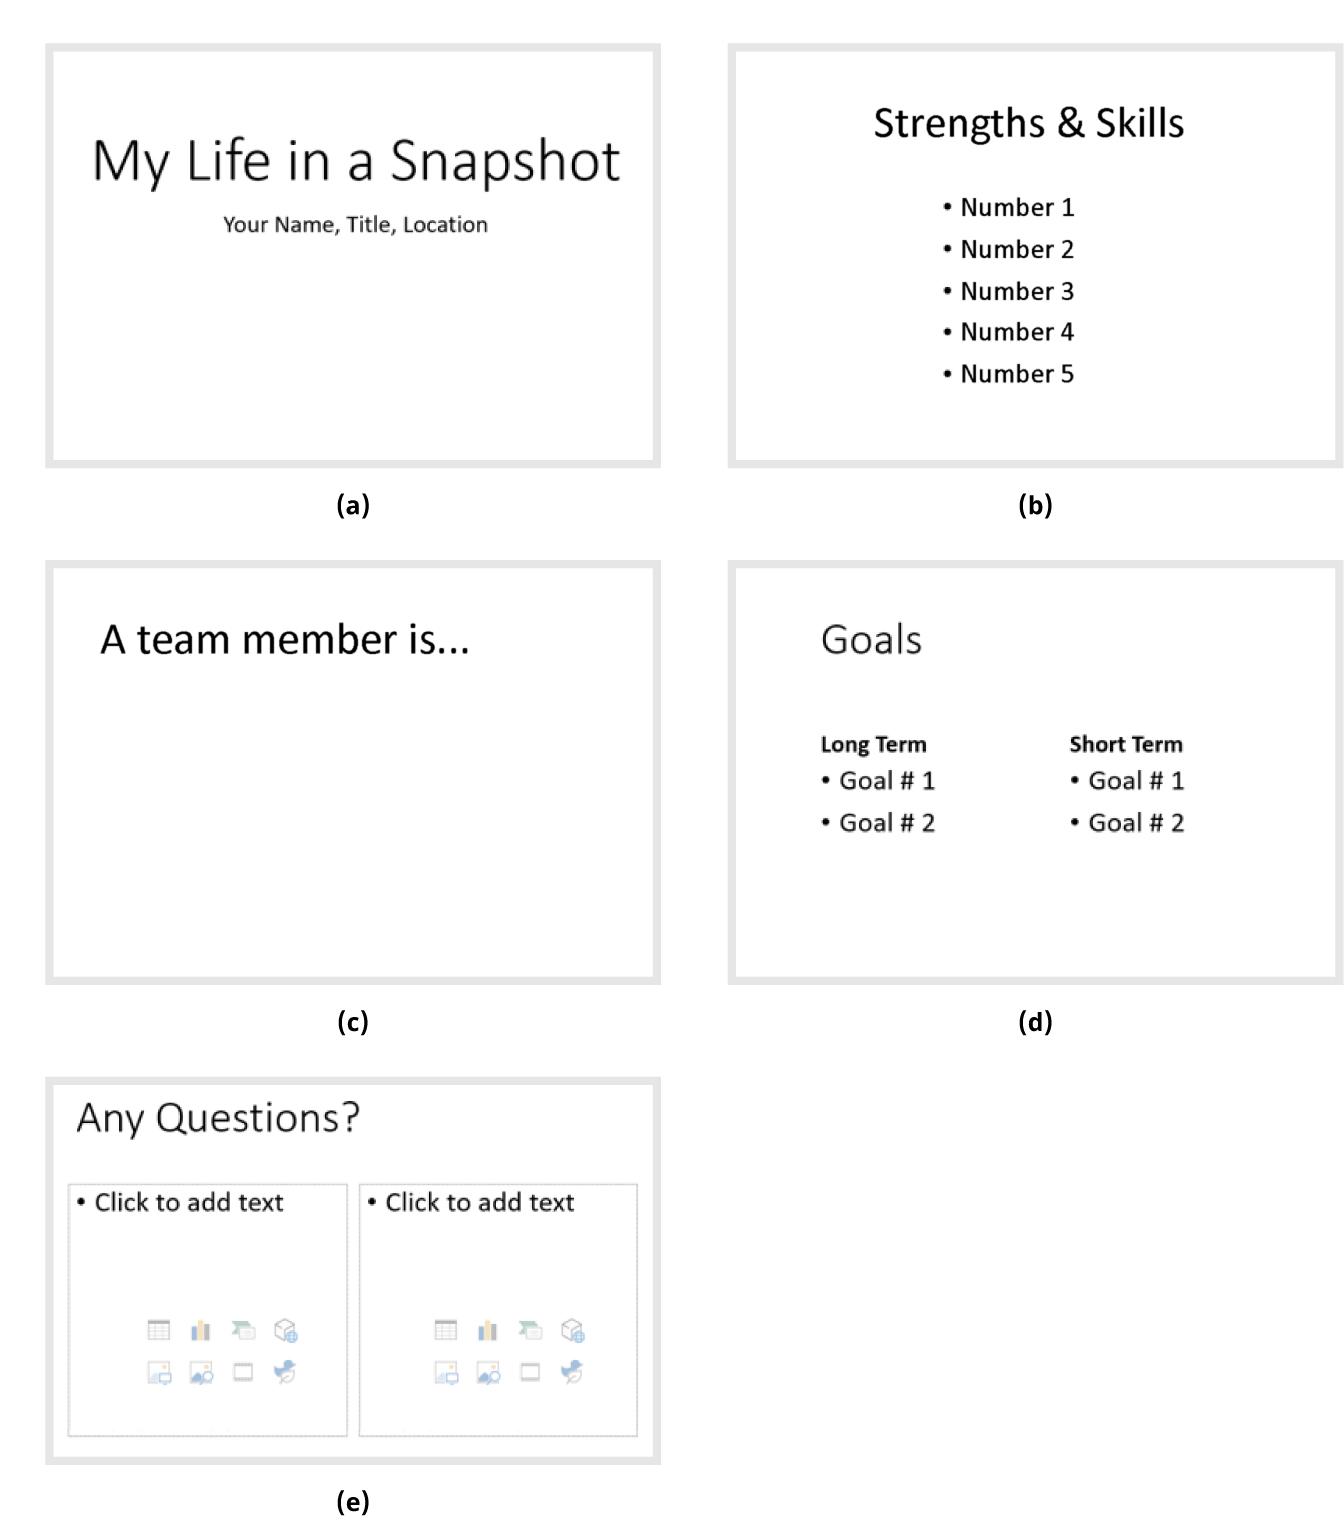 My Life in a Snapshot
Your Name, Title, Location
(a)
Strengths & Skills
• Number 1
• Number 2
• Number 3
• Number 4
• Number 5
(b)
A team member is...
(c)
Goals
Long Term
• Goal # 1
• Goal # 2
Short Term
• Goal # 1
• Goal # 2
(d)
Any Questions?
• Click to add text
• Click to add text
(e)